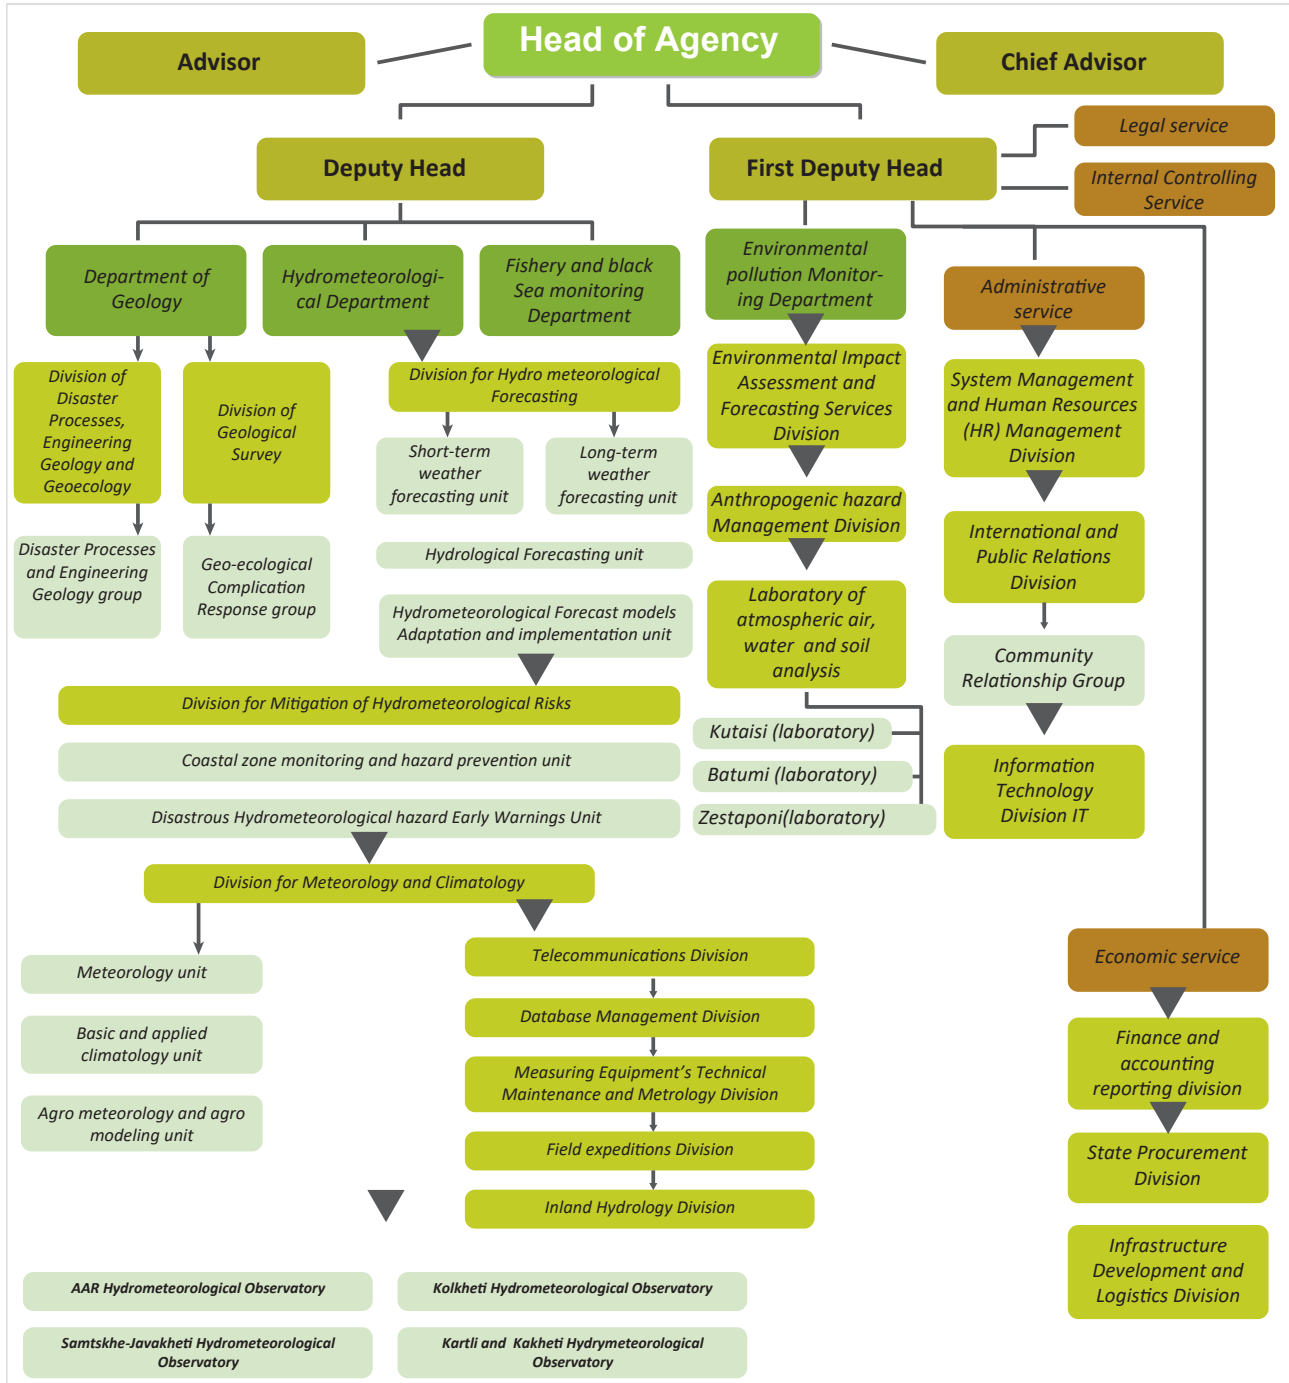 Head of Agency
Advisor
Chief Advisor
Legal service
Deputy Head
First Deputy Head
Internal Controlling
Service
Department of
Geology
Hydrometeorologi-
cal Department
Fishery and black
Sea monitoring
Department
Environmental
pollution Monitor-
ing Department
Administrative
service
Division of
Disaster
Processes,
Engineering
Geology and
Geoecology
Division of
Geological
Survey
Division for Hydro meteorological
Forecasting
Environmental Impact
Assessment and
Forecasting Services
Division
System Management
and Human Resources
(HR) Management
Division
Short-term
weather
forecasting unit
Long-term
weather
forecasting unit
Anthropogenic hazard
Management Division
International and
Public Relations
Division
Disaster Processes
and Engineering
Geology group
Geo-ecological
Complication
Response group
Hydrological Forecasting unit
Hydrometeorological Forecast models
Adaptation and implementation unit
Laboratory of
atmospheric air,
water  and soil
analysis
Community
Relationship Group
Division for Mitigation of Hydrometeorological Risks
Kutaisi (laboratory)
Coastal zone monitoring and hazard prevention unit
Batumi (laboratory)
Information
Technology
Division IT
Disastrous Hydrometeorological hazard Early Warnings Unit
Zestaponi(laboratory)
Division for Meteorology and Climatology
Meteorology unit
Telecommunications Division
Economic service
Basic and applied
climatology unit
Database Management Division
Finance and
accounting
reporting division
Measuring Equipment's Technical
Maintenance and Metrology Division
Agro meteorology and agro
modeling unit
Field expeditions Division
State Procurement
Division
Inland Hydrology Division
Infrastructure
Development and
Logistics Division
AAR Hydrometeorological Observatory
Kolkheti Hydrometeorological Observatory
Samtskhe-Javakheti Hydrometeorological
Observatory
Kartli and  Kakheti Hydrymeteorological
Observatory